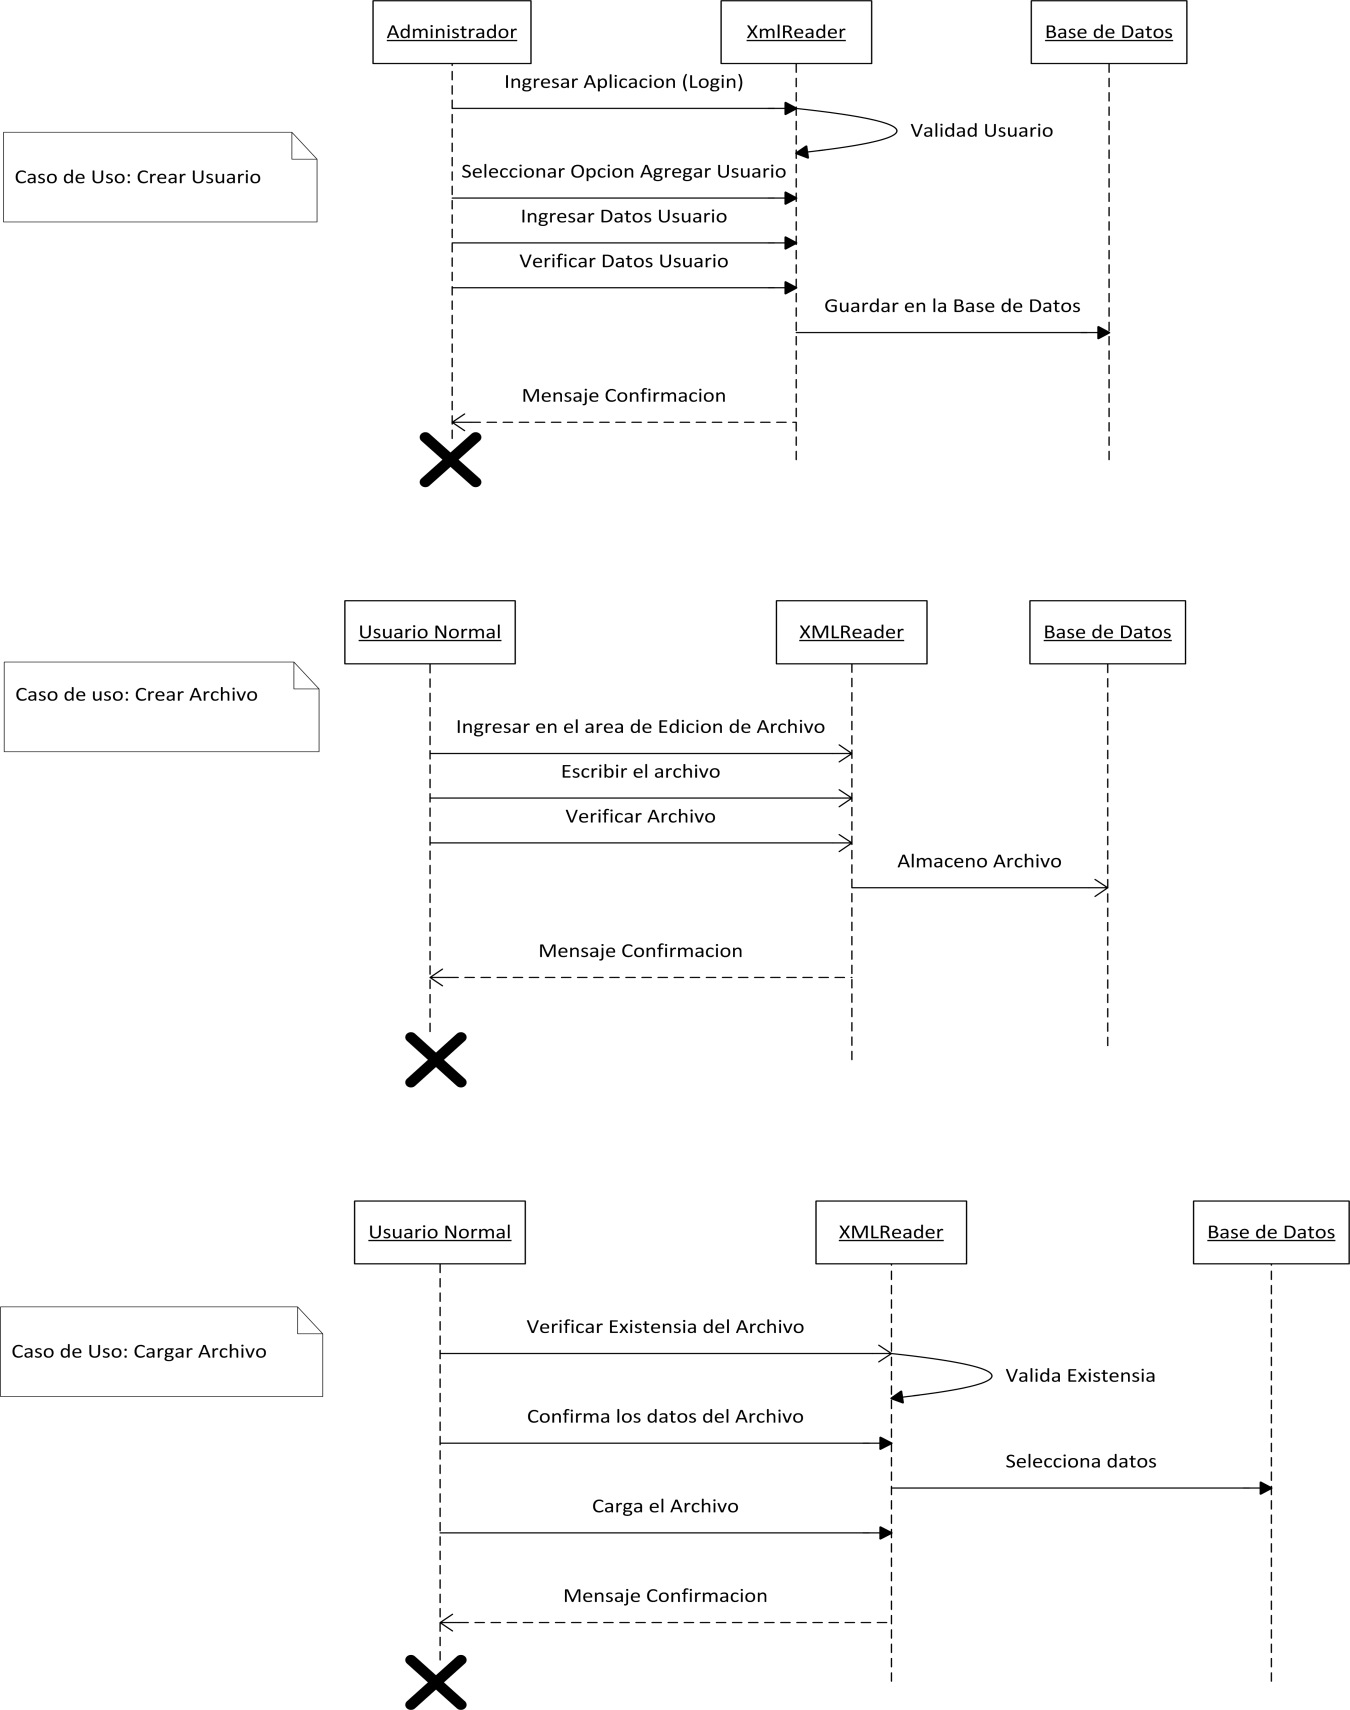 Administrador
XmlReader
Base de Datos
Ingresar Aplicacion (Login)
Validad Usuario
Caso de Uso: Crear Usuario
Seleccionar Opcion Agregar Usuario
Ingresar Datos Usuario
Verificar Datos Usuario
Guardar en la Base de Datos
Mensaje Confirmacion
Usuario Normal
XMLReader
Base de Datos
Caso de uso: Crear Archivo
Ingresar en el area de Edicion de Archivo
Escribir el archivo
Verificar Archivo
Almaceno Archivo
Mensaje Confirmacion
Usuario Normal
XMLReader
Base de Datos
Verificar Existensia del Archivo
Caso de Uso: Cargar Archivo
Valida Existensia
Confirma los datos del Archivo
Selecciona datos
Carga el Archivo
Mensaje Confirmacion